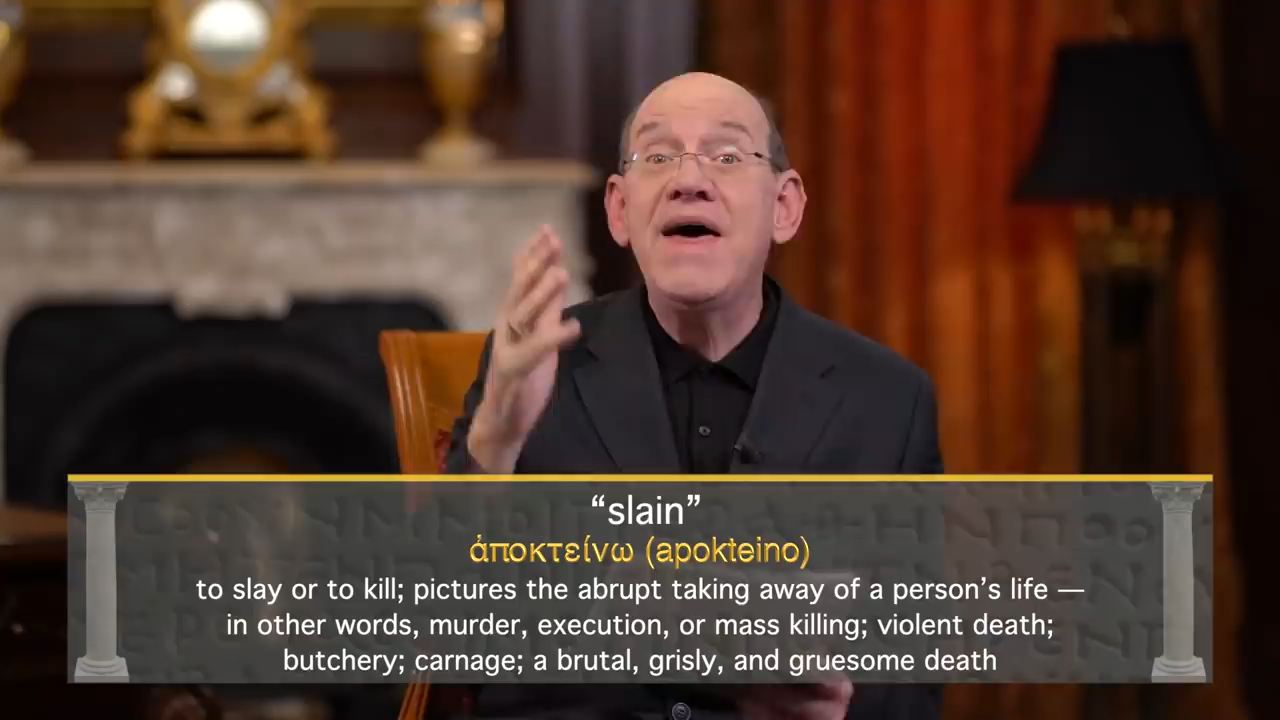 “slain”
ἀποκτείνω (apokteino)
to slay or to kill; pictures the abrupt taking away of a person’s life —
in other words, murder, execution, or mass killing; violent death;
butchery; carnage; a brutal, grisly, and gruesome death